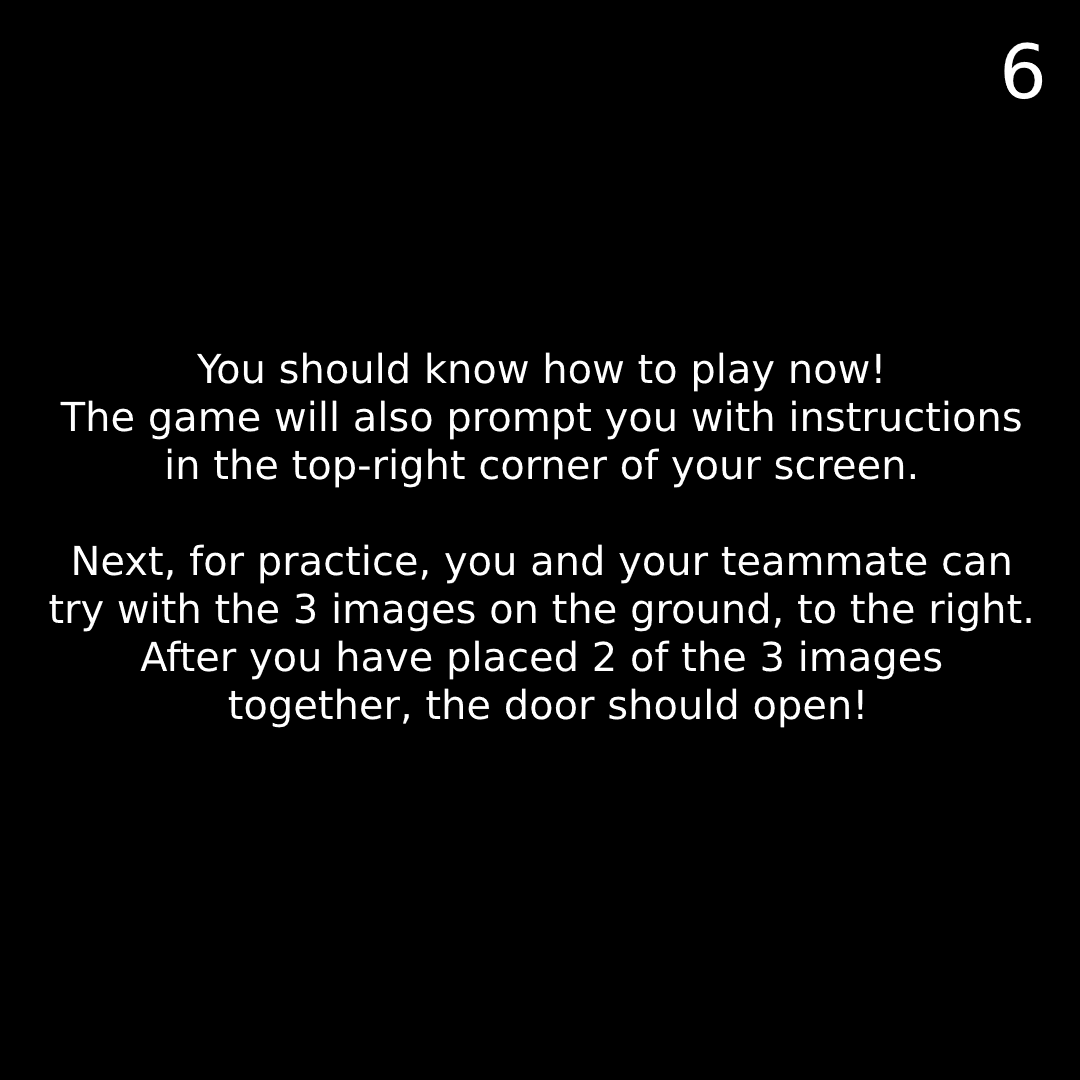 6
You should know how to play now!
The game will also prompt you with instructions
in the top-right corner of your screen.
Next, for practice, you and your teammate can
try with the 3 images on the ground, to the right.
After you have placed 2 of the 3 images
together, the door should open!